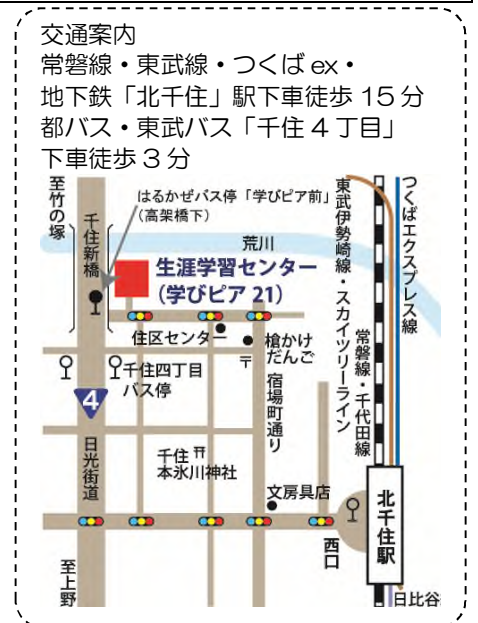 交通案内
常磐線・東武線・つくばex・
地下鉄「北千住」駅下車徒歩15分
都バス・東武バス「千住4丁目」
下車徒歩3分
至竹の塚
千住新橋
はるかぜバス停「学びピア前」
(高架橋下)
荒川
生涯学習センター
(学びピア21)
東武伊勢崎線・スカイツリーライン
つくばエクスプレス線
常磐線・千代田線
住区センター
槍かけ
だんご
〒
千住四丁目
バス停
宿場町通り
4
日光街道
千住
本氷川神社
文房具店
北千住駅
西口
至上野
日比谷